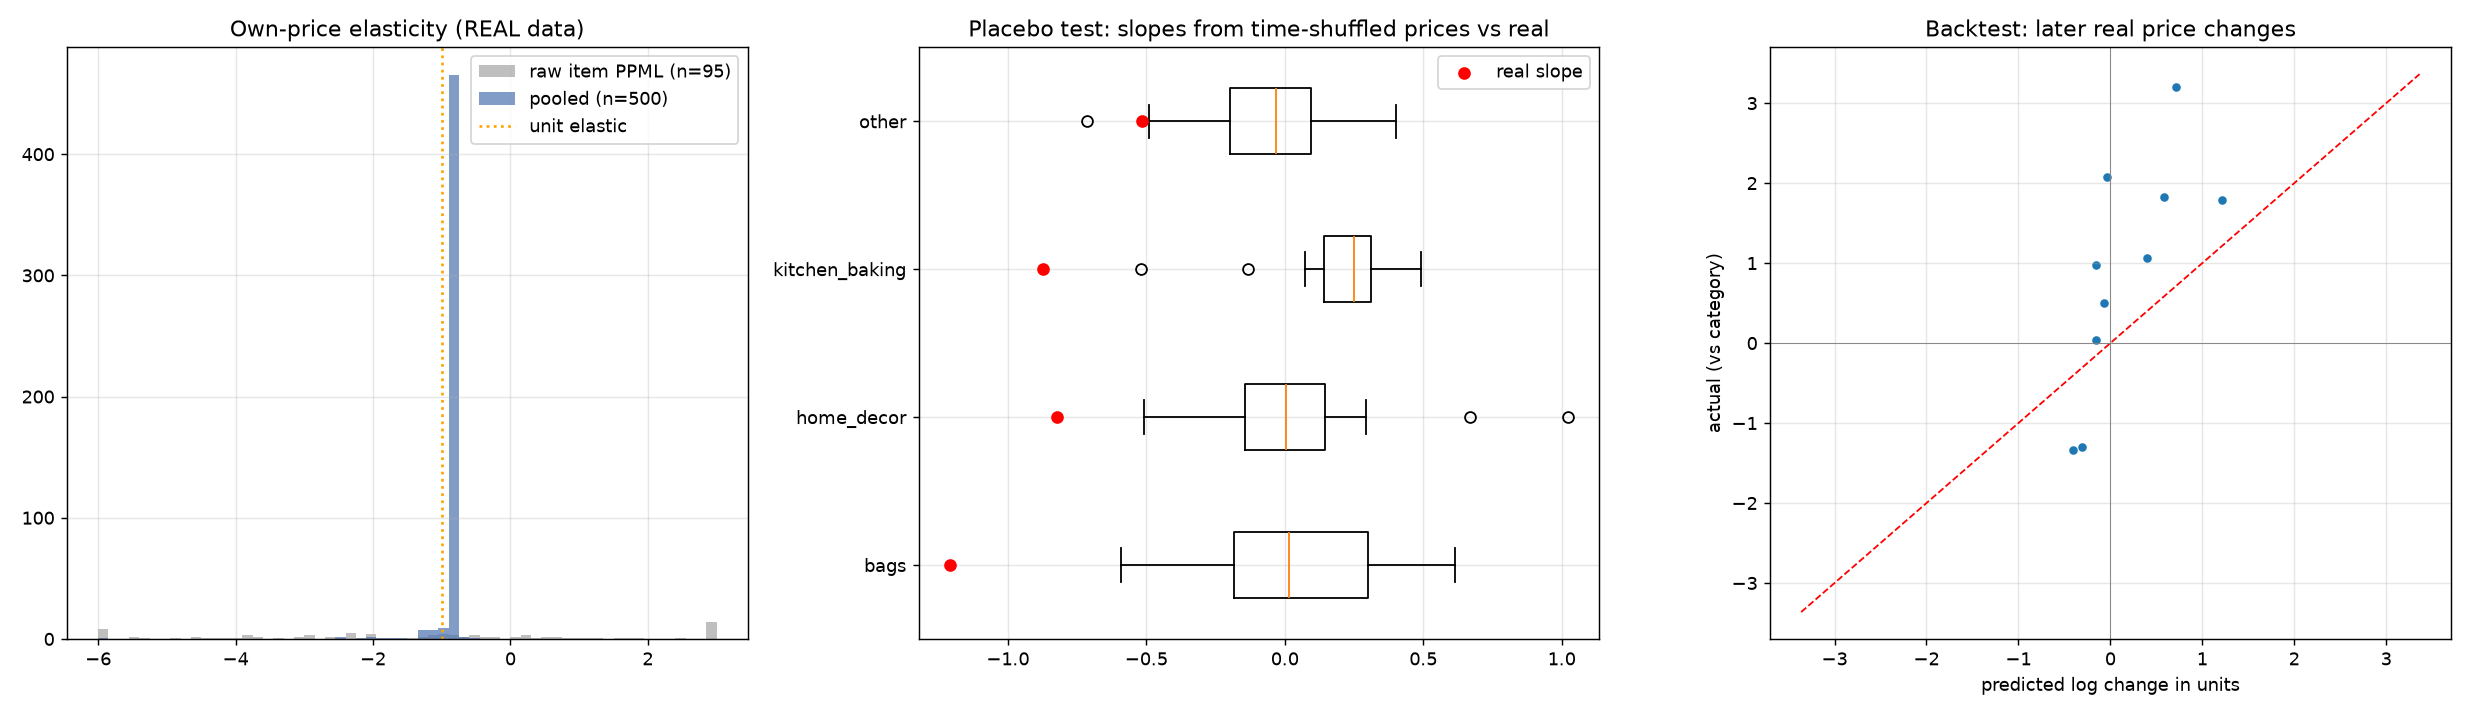 Own-price elasticity (REAL data)
raw item PPML (n=95)
pooled (n=500)
unit elastic
400
300
200
100
0
−6
−4
−2
0
2
Placebo test: slopes from time-shuffled prices vs real
real slope
other
kitchen_baking
home_decor
bags
−1.0
−0.5
0.0
0.5
1.0
Backtest: later real price changes
actual (vs category)
3
2
1
0
−1
−2
−3
−3
−2
−1
0
1
2
3
predicted log change in units